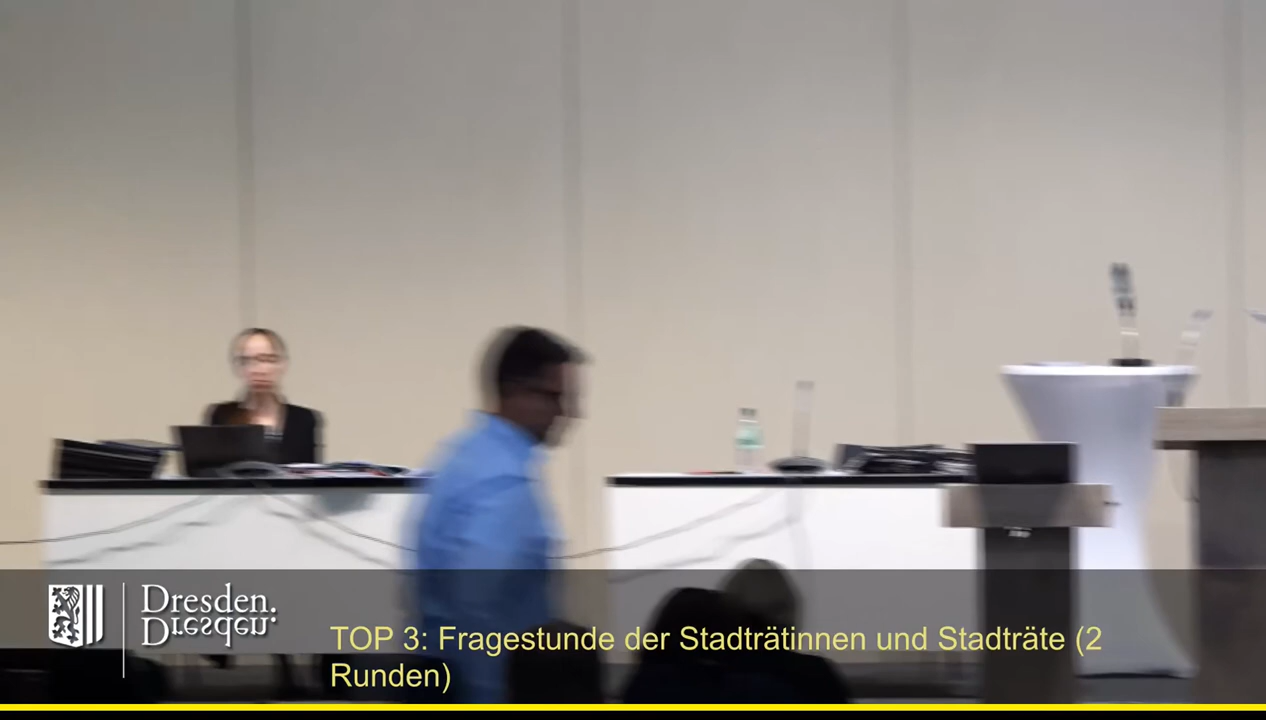 Dresden.
Dresden.
TOP 3: Fragestunde der Stadträtinnen und Stadträte (2
Runden)